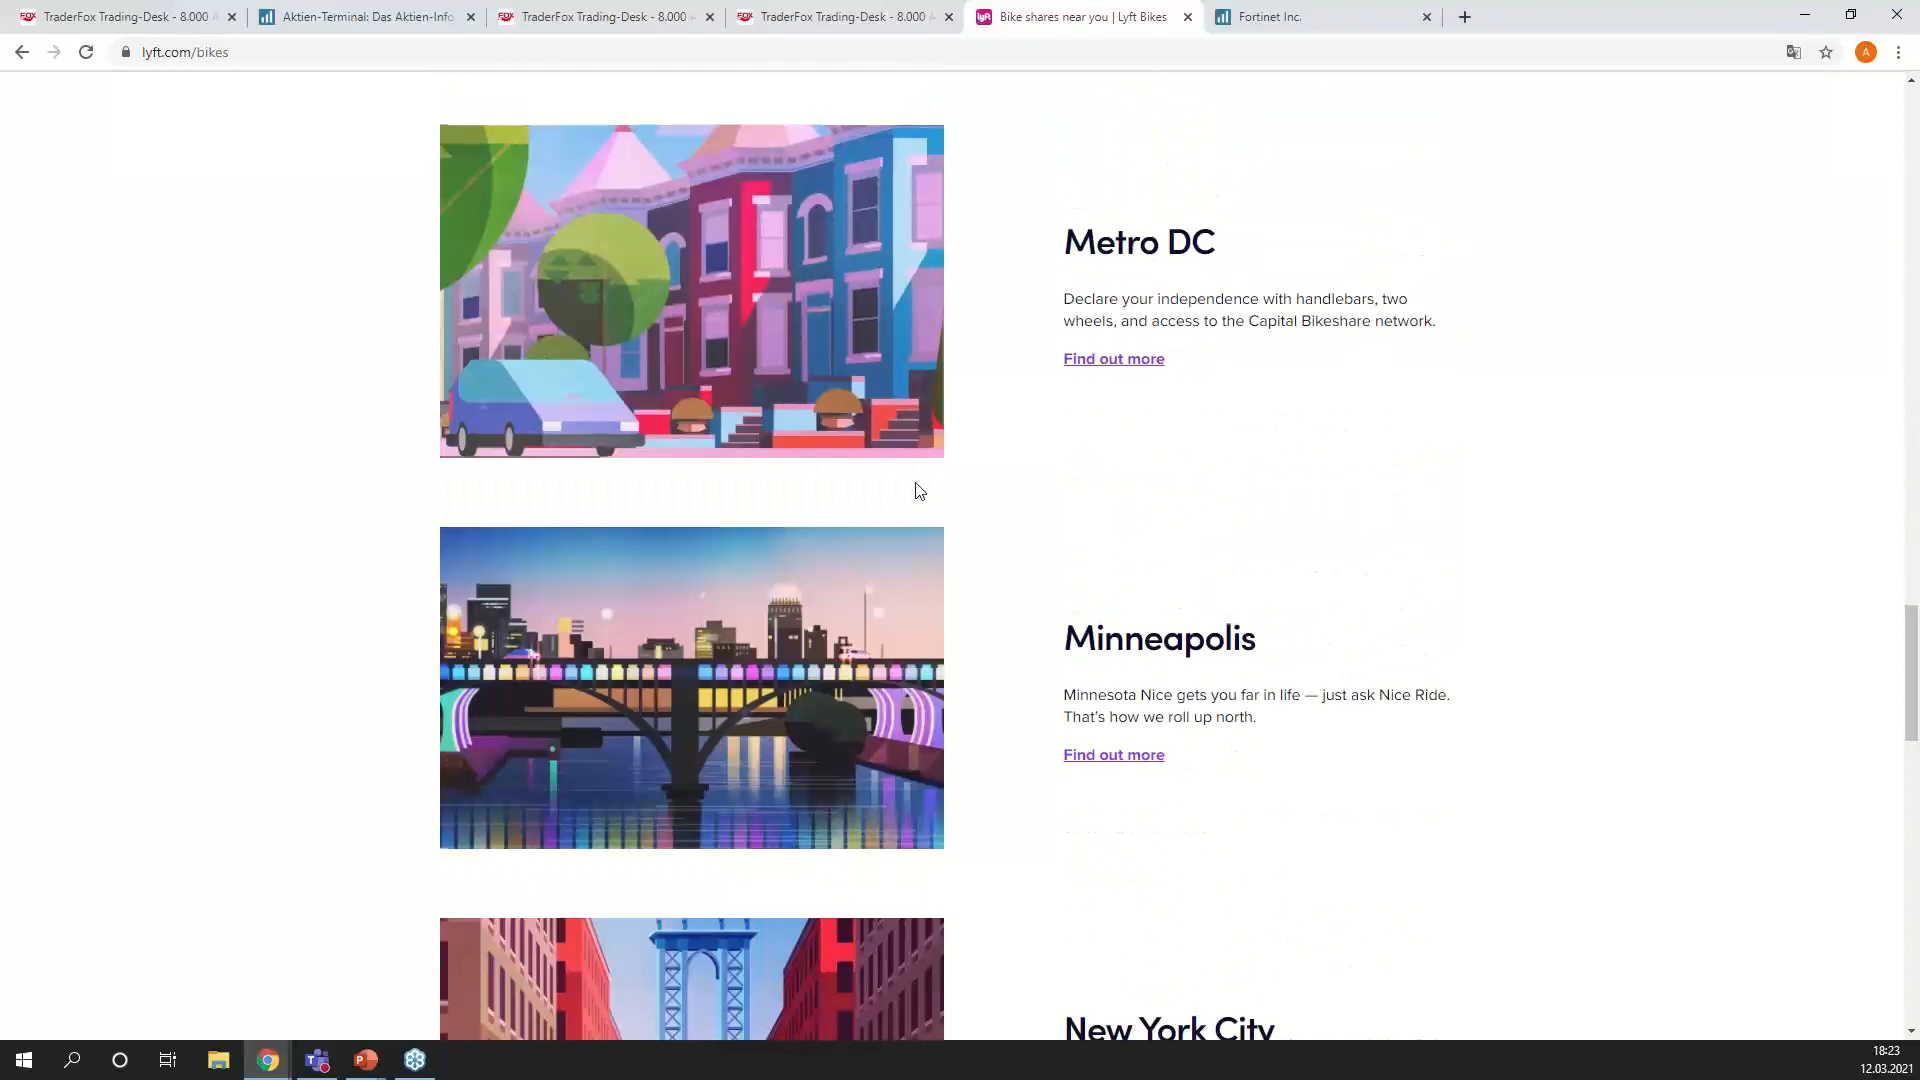 TraderFox Trading-Desk - 8.000
Aktien-Terminal: Das Aktien-Info
TraderFox Trading-Desk - 8.000
TraderFox Trading-Desk - 8.000
Bike shares near you | Lyft Bikes
Fortinet Inc.
lyft.com/bikes
A
Metro DC
Declare your independence with handlebars, two
wheels, and access to the Capital Bikeshare network.
Find out more
Minneapolis
Minnesota Nice gets you far in life — just ask Nice Ride.
That's how we roll up north.
Find out more
New York City
18:23
12.03.2021